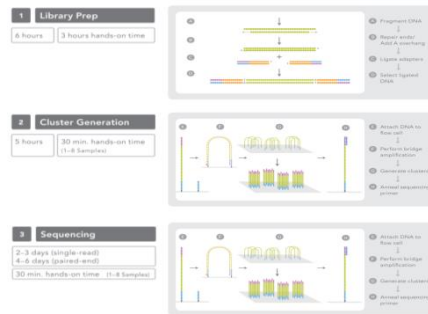 1 Library Prep
6 hours
3 hours hands-on time
Fragment DNA
Repair ends/
Add A overhang
Ligate adapters
Select ligated
DNA
2 Cluster Generation
5 hours
30 min. hands-on time
(1–8 Samples)
Attach DNA to
flow cell
Perform bridge
amplification
Generate clusters
Anneal sequencing
primer
3 Sequencing
2–3 days (single-read)
4–6 days (paired-end)
30 min. hands-on time (1–8 Samples)
Attach DNA to
flow cell
Perform bridge
amplification
Generate clusters
Anneal sequencing
primer